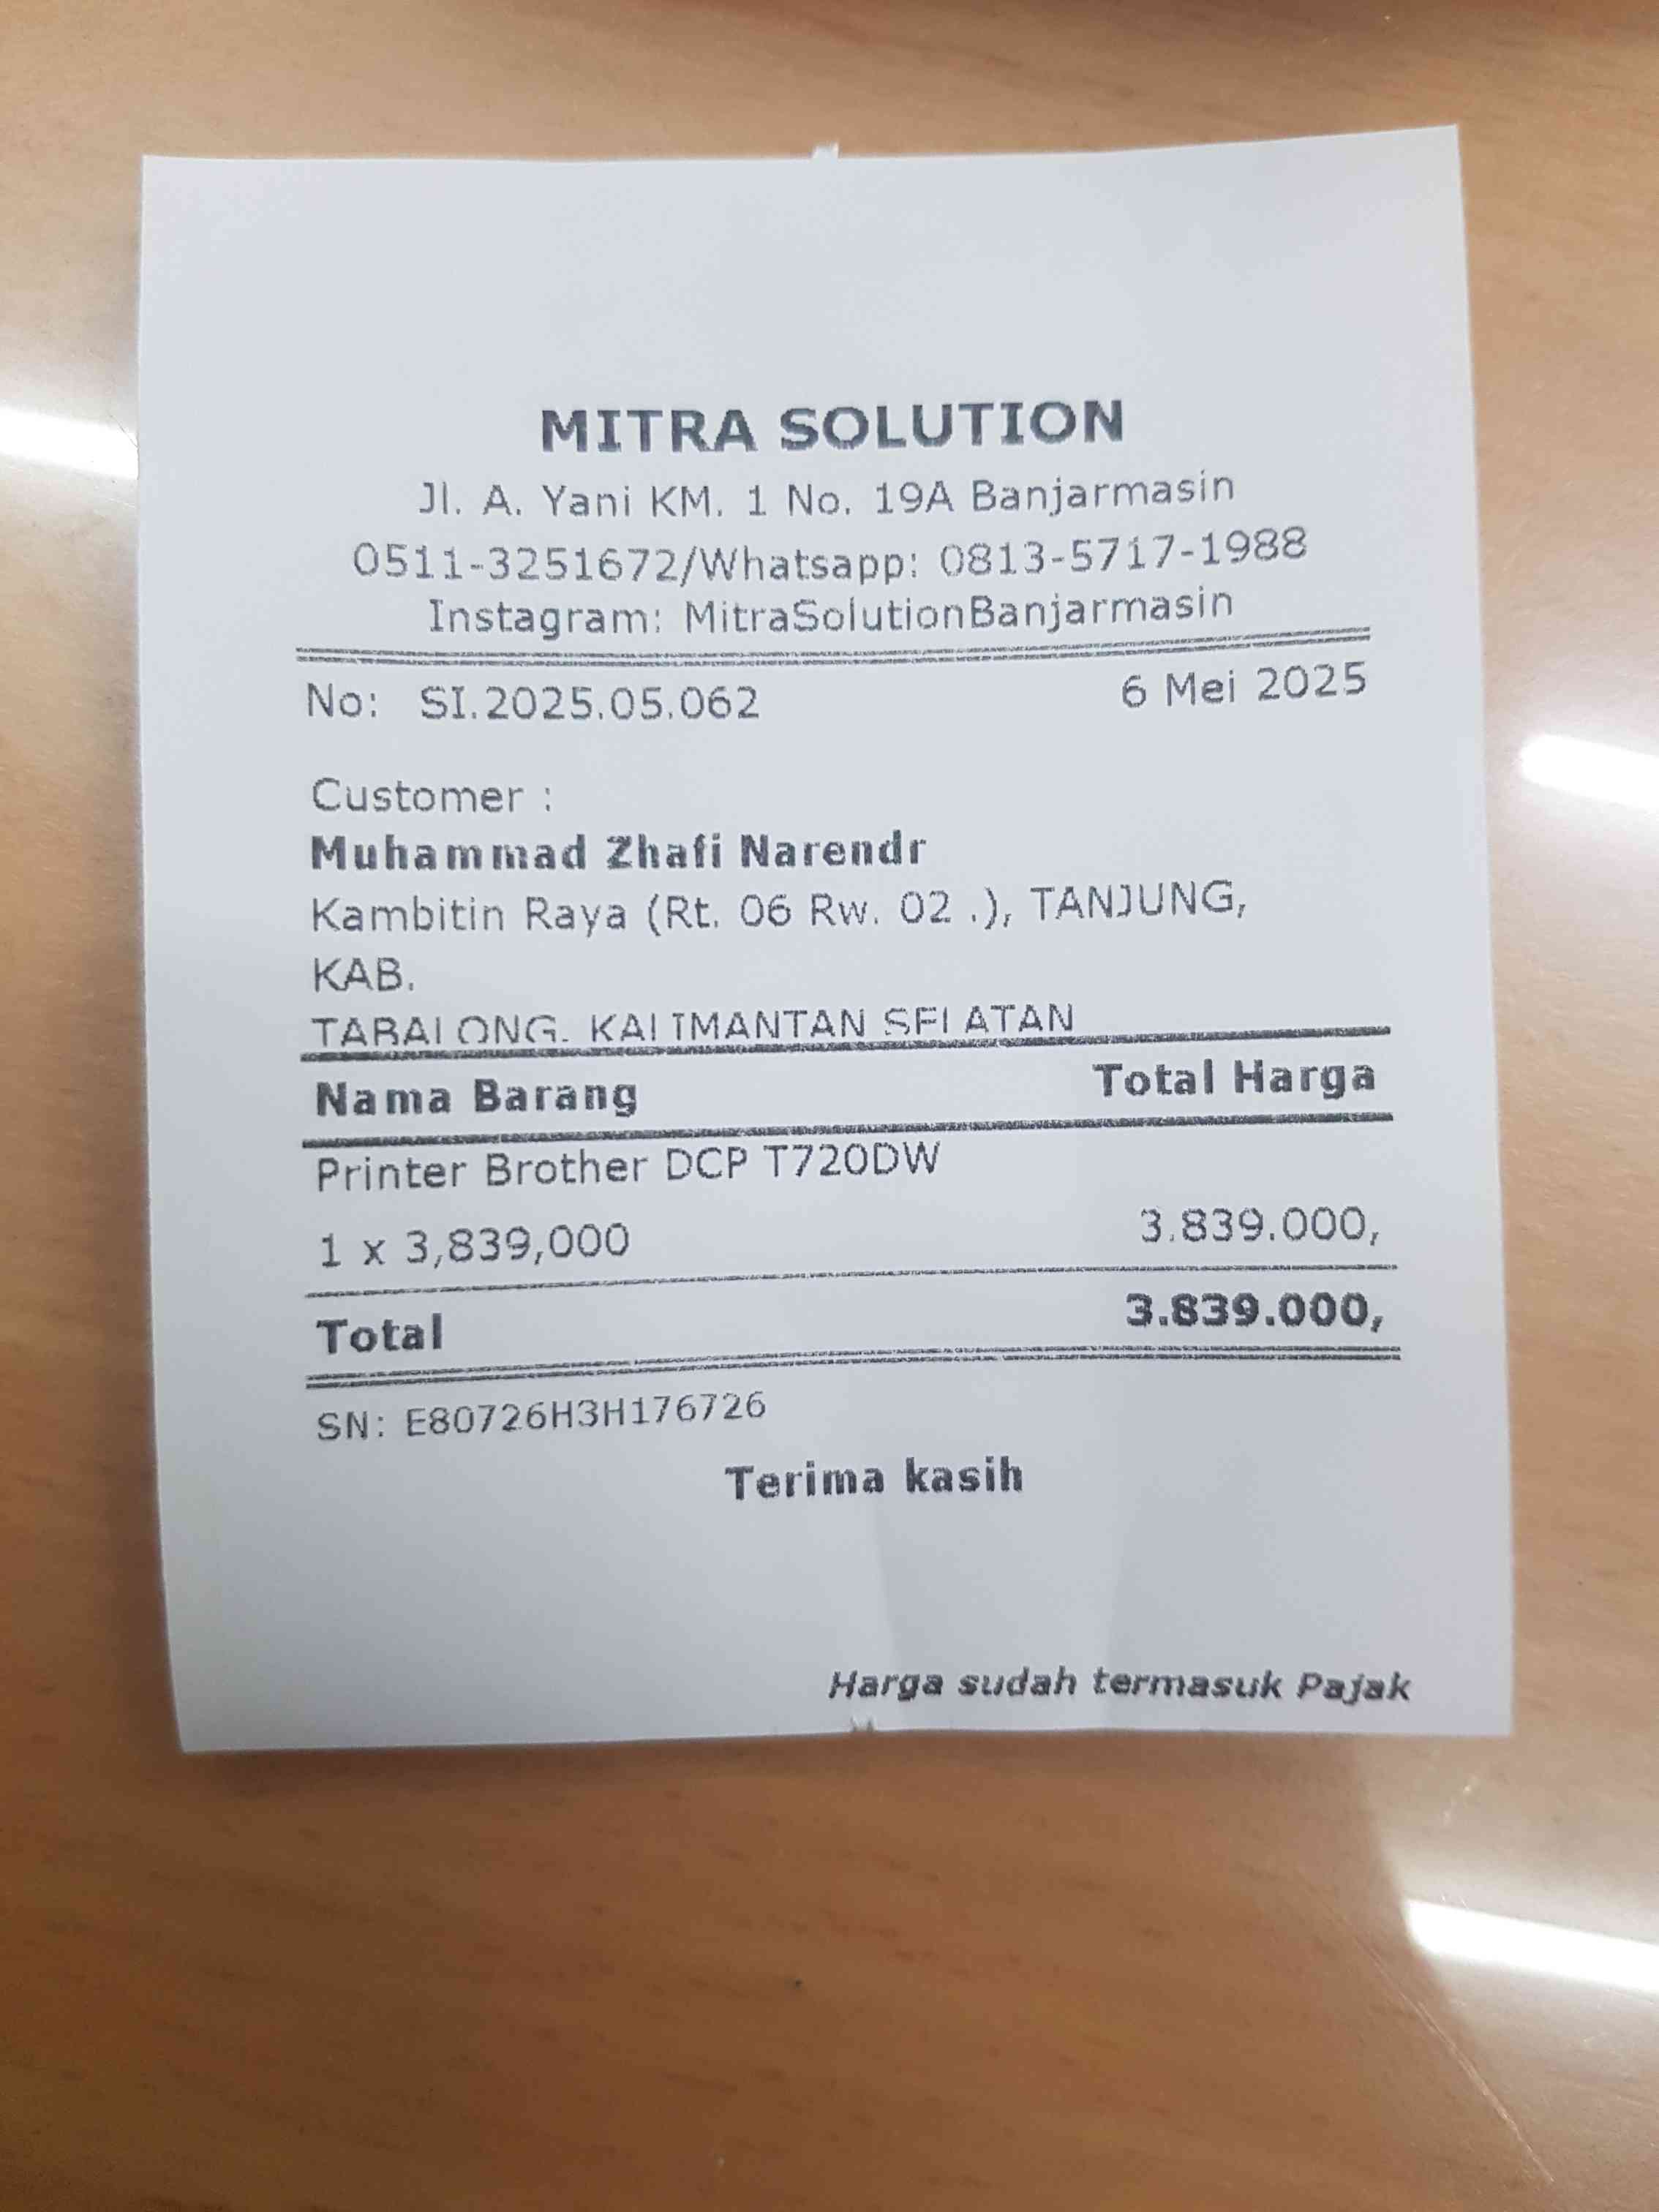 MITRA SOLUTION
Jl. A. Yani KM. 1 No. 19A Banjarmasin
0511-3251672/Whatsapp: 0813-5717-1988
Instagram: MitraSolutionBanjarmasin
No: SI.2025.05.062 6 Mei 2025
Customer :
Muhammad Zhafi Narendr
Kambitin Raya (Rt. 06 Rw. 02 .), TANJUNG,
KAB.
TABALONG. KALIMANTAN SELATAN
Nama Barang Total Harga
Printer Brother DCP T720DW
1 x 3,839,000 3.839.000,
Total 3.839.000,
SN: E80726H3H176726
Terima kasih
Harga sudah termasuk Pajak